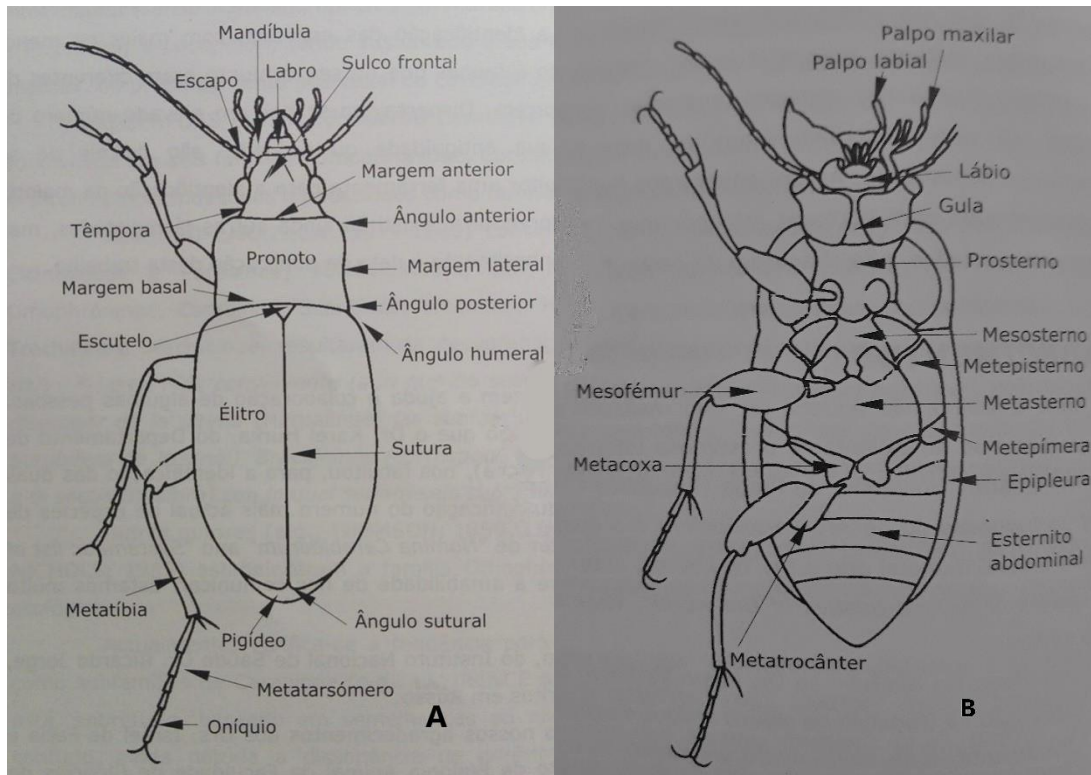 Mandíbula
Labro
Sulco frontal
Escapo
Margem anterior
Têmpora
Ângulo anterior
Pronoto
Margem lateral
Margem basal
Ângulo posterior
Escutelo
Ângulo humeral
Élitro
Sutura
Metatíbia
Ângulo sutural
Pigídeo
Metatarsómero
Oníquio
A
Palpo maxilar
Palpo labial
Lábio
Gula
Prosterno
Mesosterno
Metepisterno
Mesofémur
Metasterno
Metepímera
Metacoxa
Epipleura
Esternito
abdominal
Metatrocânter
B